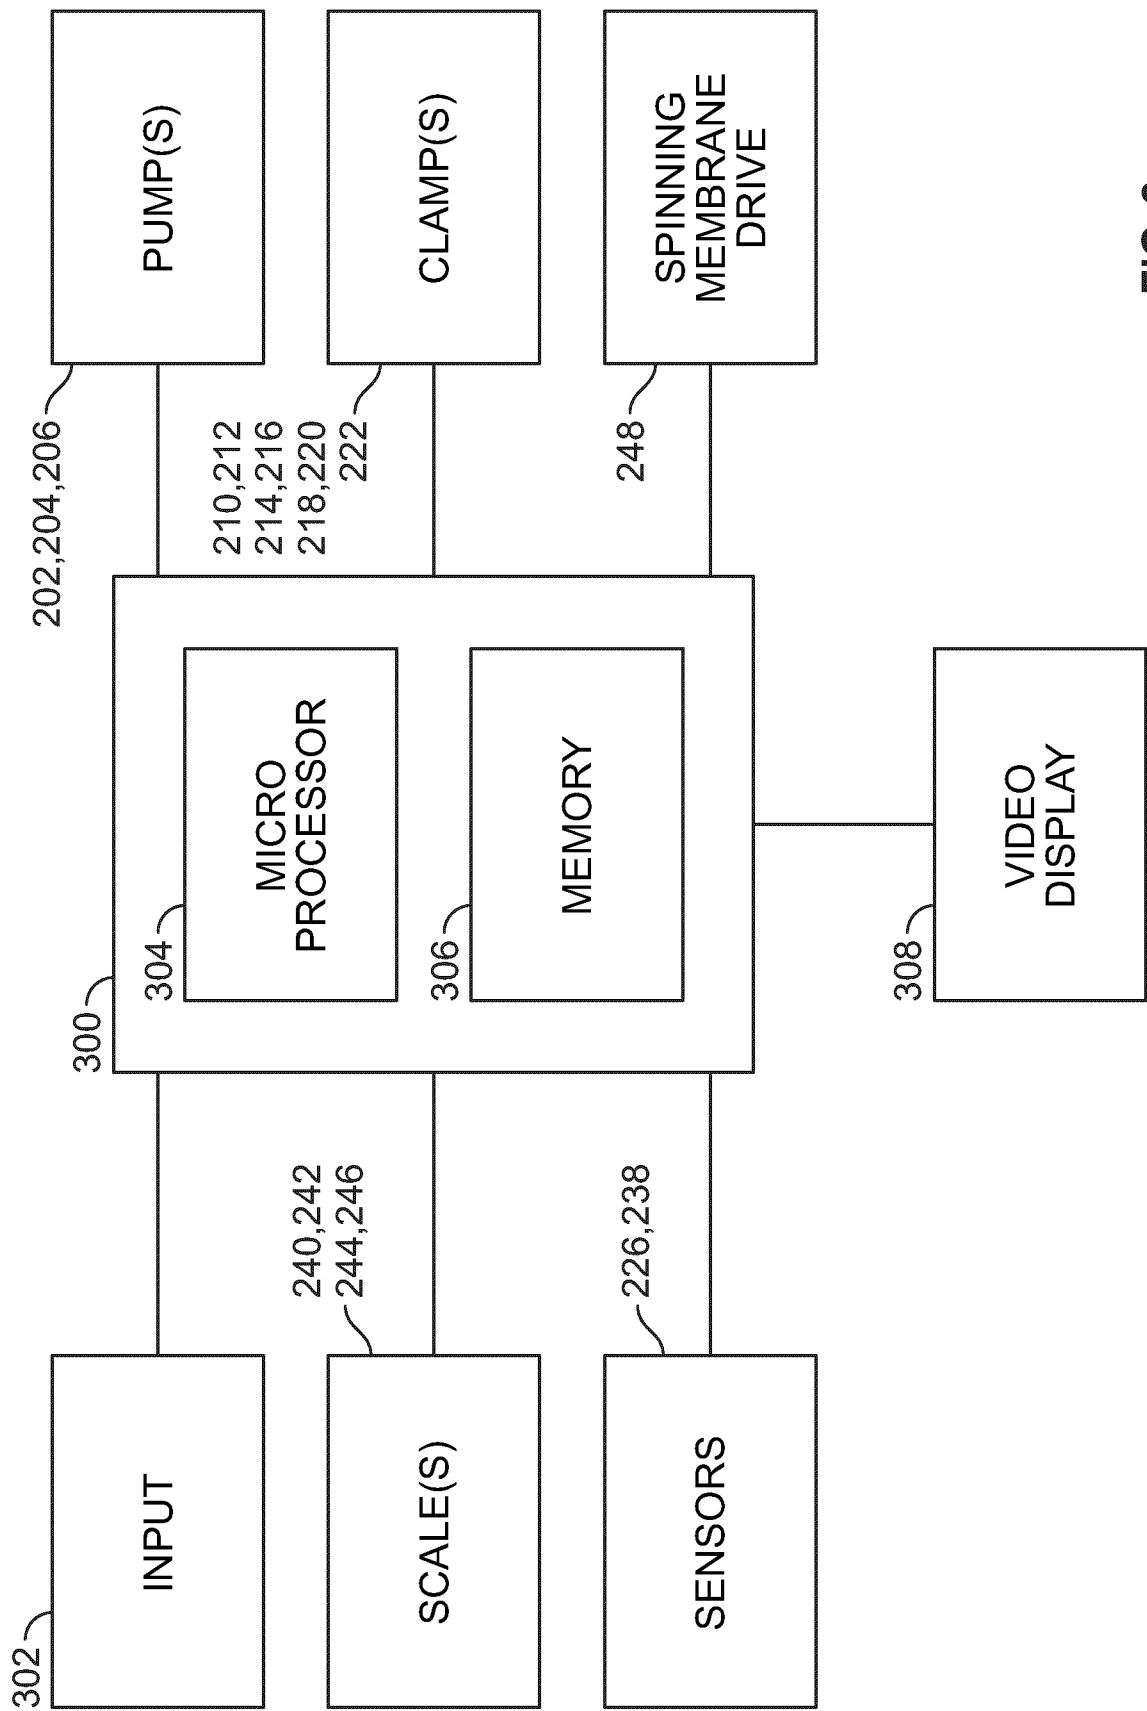 302
INPUT
300
304
MICRO
PROCESSOR
202,204,206
PUMP(S)
240,242
244,246
SCALE(S)
306
MEMORY
210,212
214,216
218,220
222
CLAMP(S)
226,238
SENSORS
248
SPINNING
MEMBRANE
DRIVE
308
VIDEO
DISPLAY
FIG